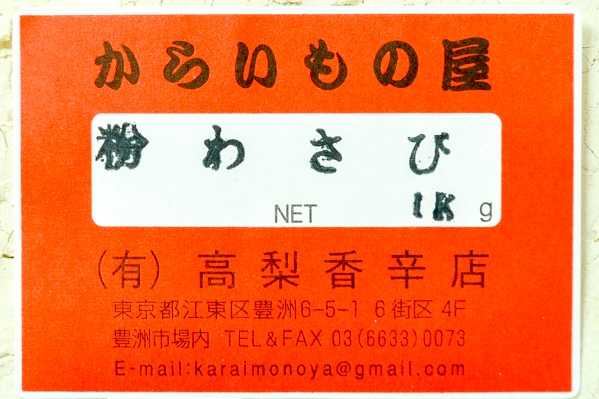 からいもの屋
粉わさび
NET 1K g
(有) 高梨香辛店
東京都江東区豊洲6-5-1 6街区 4F
豊洲市場内 TEL & FAX 03 (6633) 0073
E-mail:karaimonoya@gmail.com